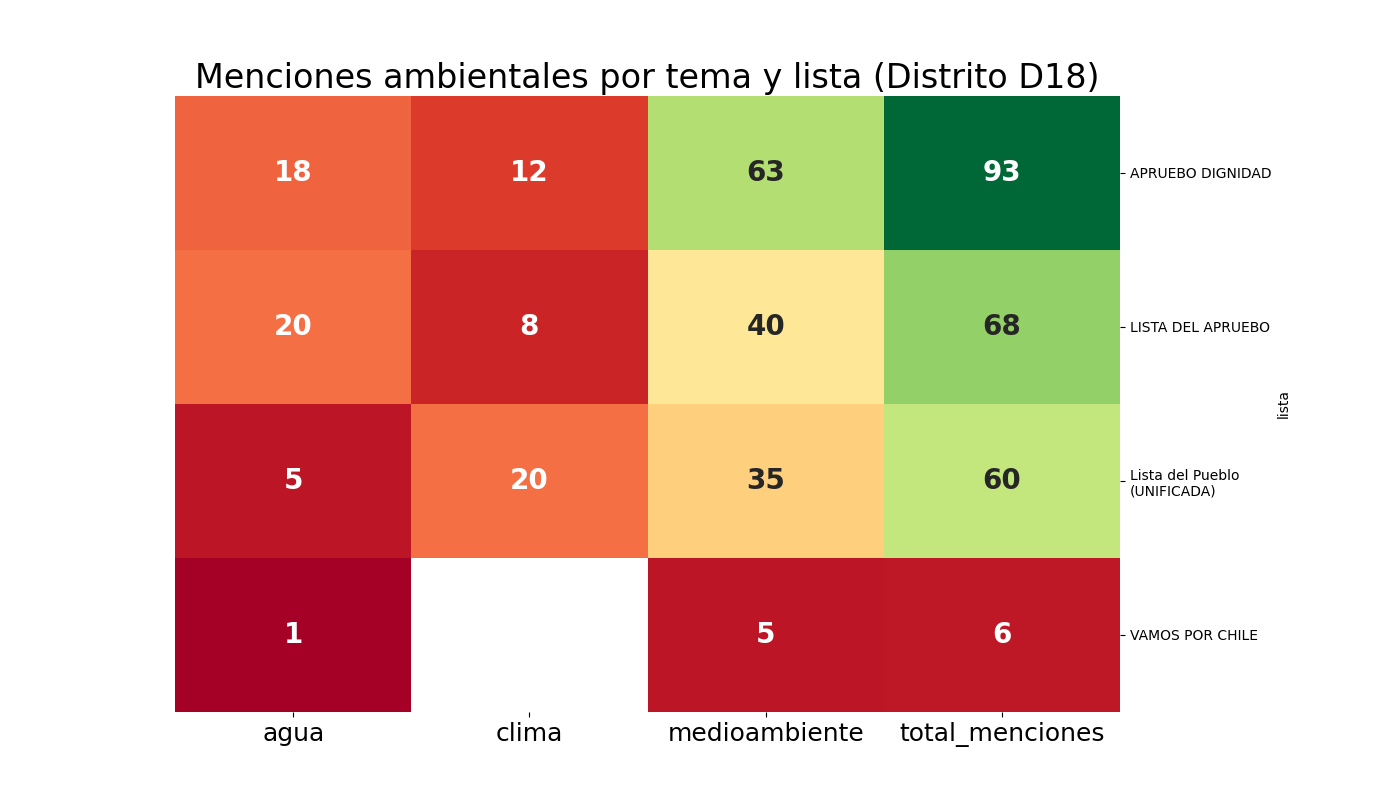 Menciones ambientales por tema y lista (Distrito D18)
18 12 63 93 APRUEBO DIGNIDAD
20 8 40 68 LISTA DEL APRUEBO
lista
5 20 35 60 Lista del Pueblo
(UNIFICADA)
1 5 6 VAMOS POR CHILE
agua clima medioambiente total_menciones